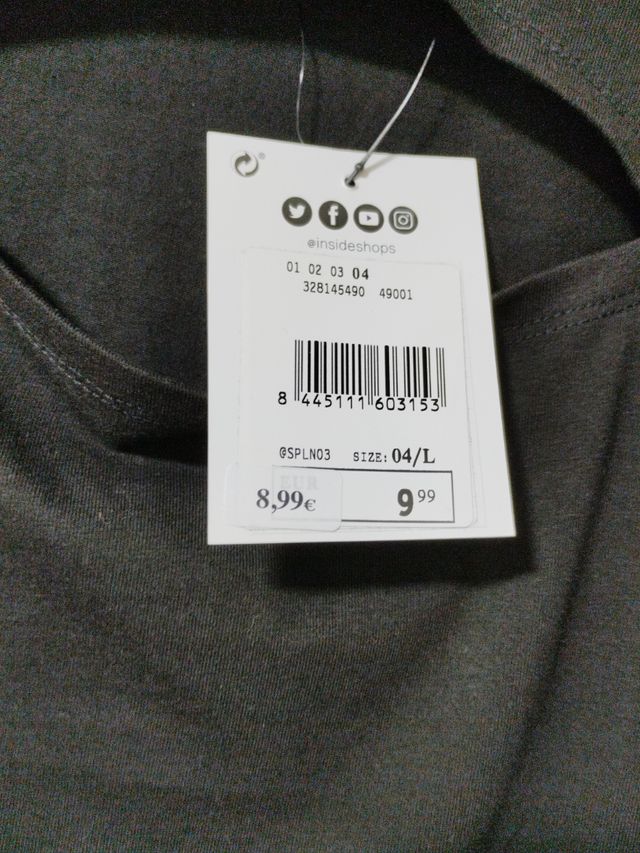 @insideshops
01 02 03 04
328145490 49001
8 445111 603153
@SPLN03 SIZE: 04/L
EUR
8,99€ 9 99